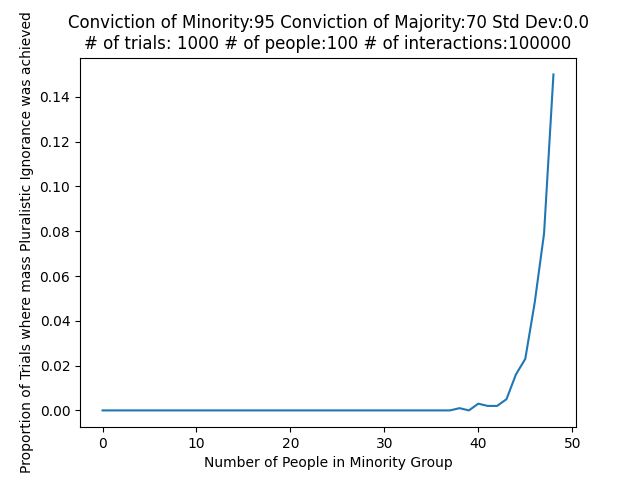 Conviction of Minority:95 Conviction of Majority:70 Std Dev:0.0
# of trials: 1000 # of people:100 # of interactions:100000
Proportion of Trials where mass Pluralistic Ignorance was achieved
0.14
0.12
0.10
0.08
0.06
0.04
0.02
0.00
0 10 20 30 40 50
Number of People in Minority Group